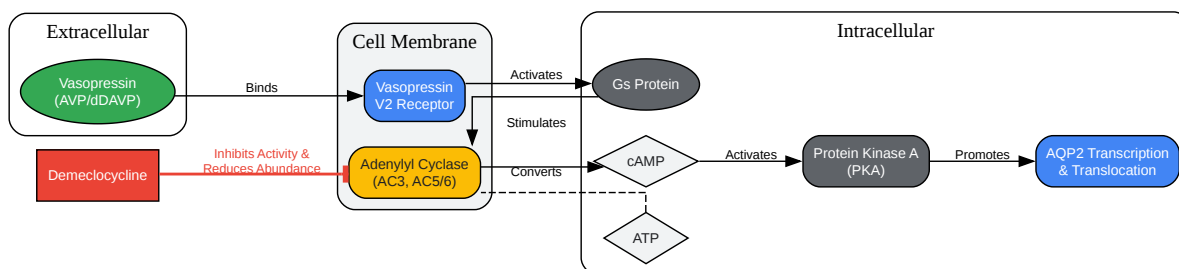 Extracellular
Cell Membrane
Intracellular
Vasopressin
(AVP/dDAVP)
Binds
Vasopressin
V2 Receptor
Activates
Gs Protein
Stimulates
Demeclocycline
Inhibits Activity &
Reduces Abundance
Adenylyl Cyclase
(AC3, AC5/6)
Converts
cAMP
Activates
Protein Kinase A
(PKA)
Promotes
AQP2 Transcription
& Translocation
ATP